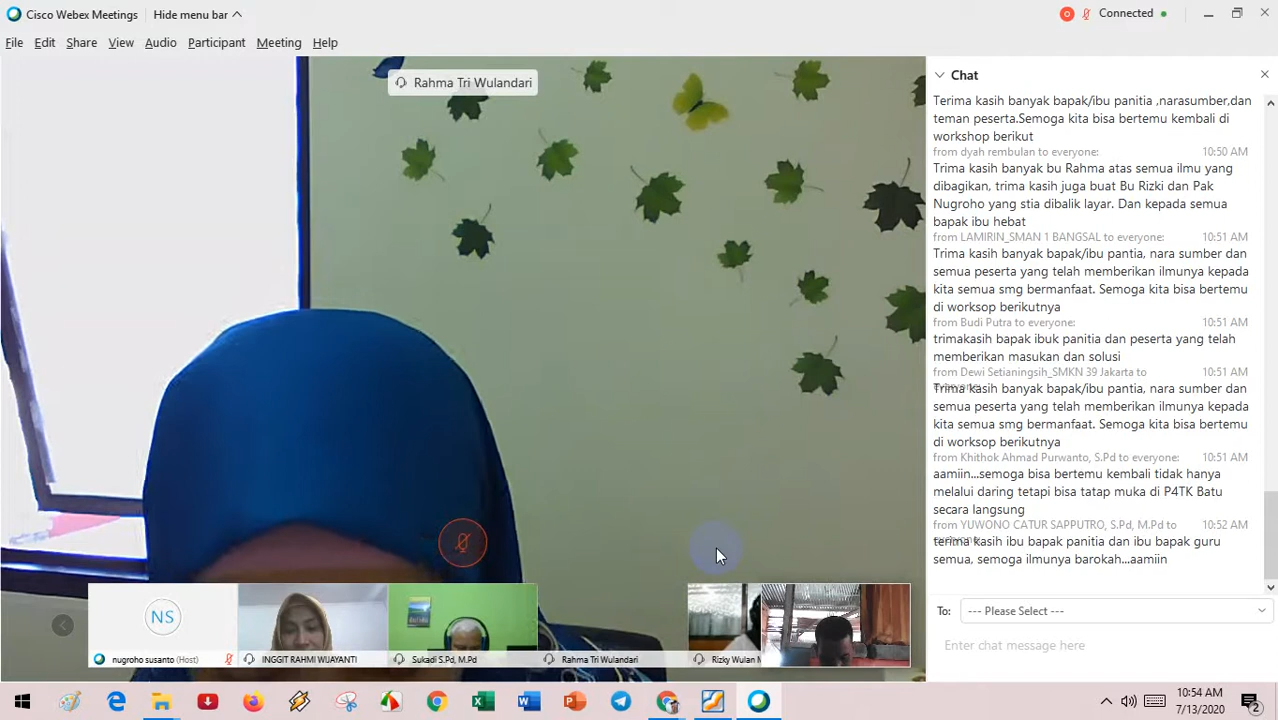 Cisco Webex Meetings
Hide menu bar
Connected
File Edit Share View Audio Participant Meeting Help
Rahma Tri Wulandari
NS
nugroho susanto (Host)
INGGIT RAHMI WIJAYANTI
Sukadi S.Pd, M.Pd
Rahma Tri Wulandari
Rizky Wulan
Chat
Terima kasih banyak bapak/ibu panitia ,narasumber,dan
teman peserta.Semoga kita bisa bertemu kembali di
workshop berikut
from dyah rembulan to everyone: 10:50 AM
Trima kasih banyak bu Rahma atas semua ilmu yang
dibagikan, trima kasih juga buat Bu Rizki dan Pak
Nugroho yang stia dibalik layar. Dan kepada semua
bapak ibu hebat
from LAMIRIN_SMAN 1 BANGSAL to everyone: 10:51 AM
Trima kasih banyak bapak/ibu pantia, nara sumber dan
semua peserta yang telah memberikan ilmunya kepada
kita semua smg bermanfaat. Semoga kita bisa bertemu
di worksop berikutnya
from Budi Putra to everyone: 10:51 AM
trimakasih bapak ibuk panitia dan peserta yang telah
memberikan masukan dan solusi
from Dewi Setianingsih_SMKN 39 Jakarta to 10:51 AM
Trima kasih banyak bapak/ibu pantia, nara sumber dan
semua peserta yang telah memberikan ilmunya kepada
kita semua smg bermanfaat. Semoga kita bisa bertemu
di worksop berikutnya
from Khithok Ahmad Purwanto, S.Pd to everyone: 10:51 AM
aamiin...semoga bisa bertemu kembali tidak hanya
melalui daring tetapi bisa tatap muka di P4TK Batu
secara langsung
from YUWONO CATUR SAPPUTRO, S.Pd, M.Pd to 10:52 AM
terima kasih ibu bapak panitia dan ibu bapak guru
semua, semoga ilmunya barokah...aamiin
To: --- Please Select ---
Enter chat message here
10:54 AM
7/13/2020
2